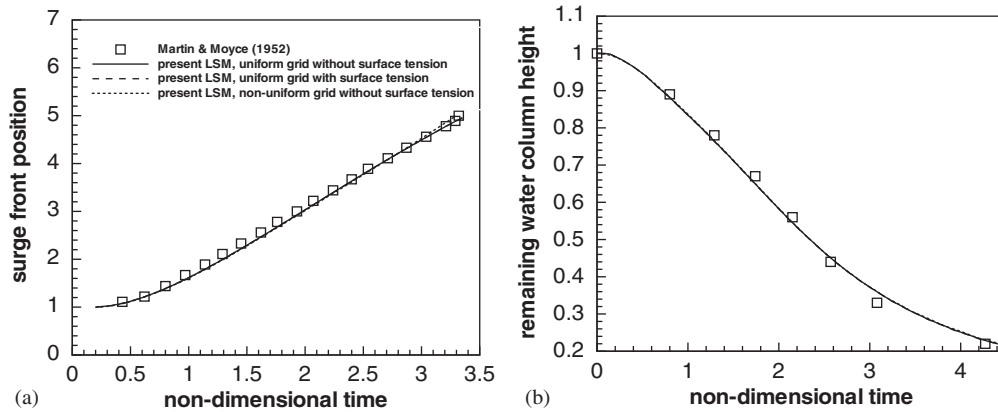 7
6
5
4
3
2
1
0
surge front position
Martin & Moyce (1952)
present LSM, uniform grid without surface tension
present LSM, uniform grid with surface tension
present LSM, non-uniform grid without surface tension
0 0.5 1 1.5 2 2.5 3 3.5
(a) non-dimensional time
1.1
1
0.9
0.8
0.7
0.6
0.5
0.4
0.3
0.2
remaining water column height
0 1 2 3 4
(b) non-dimensional time